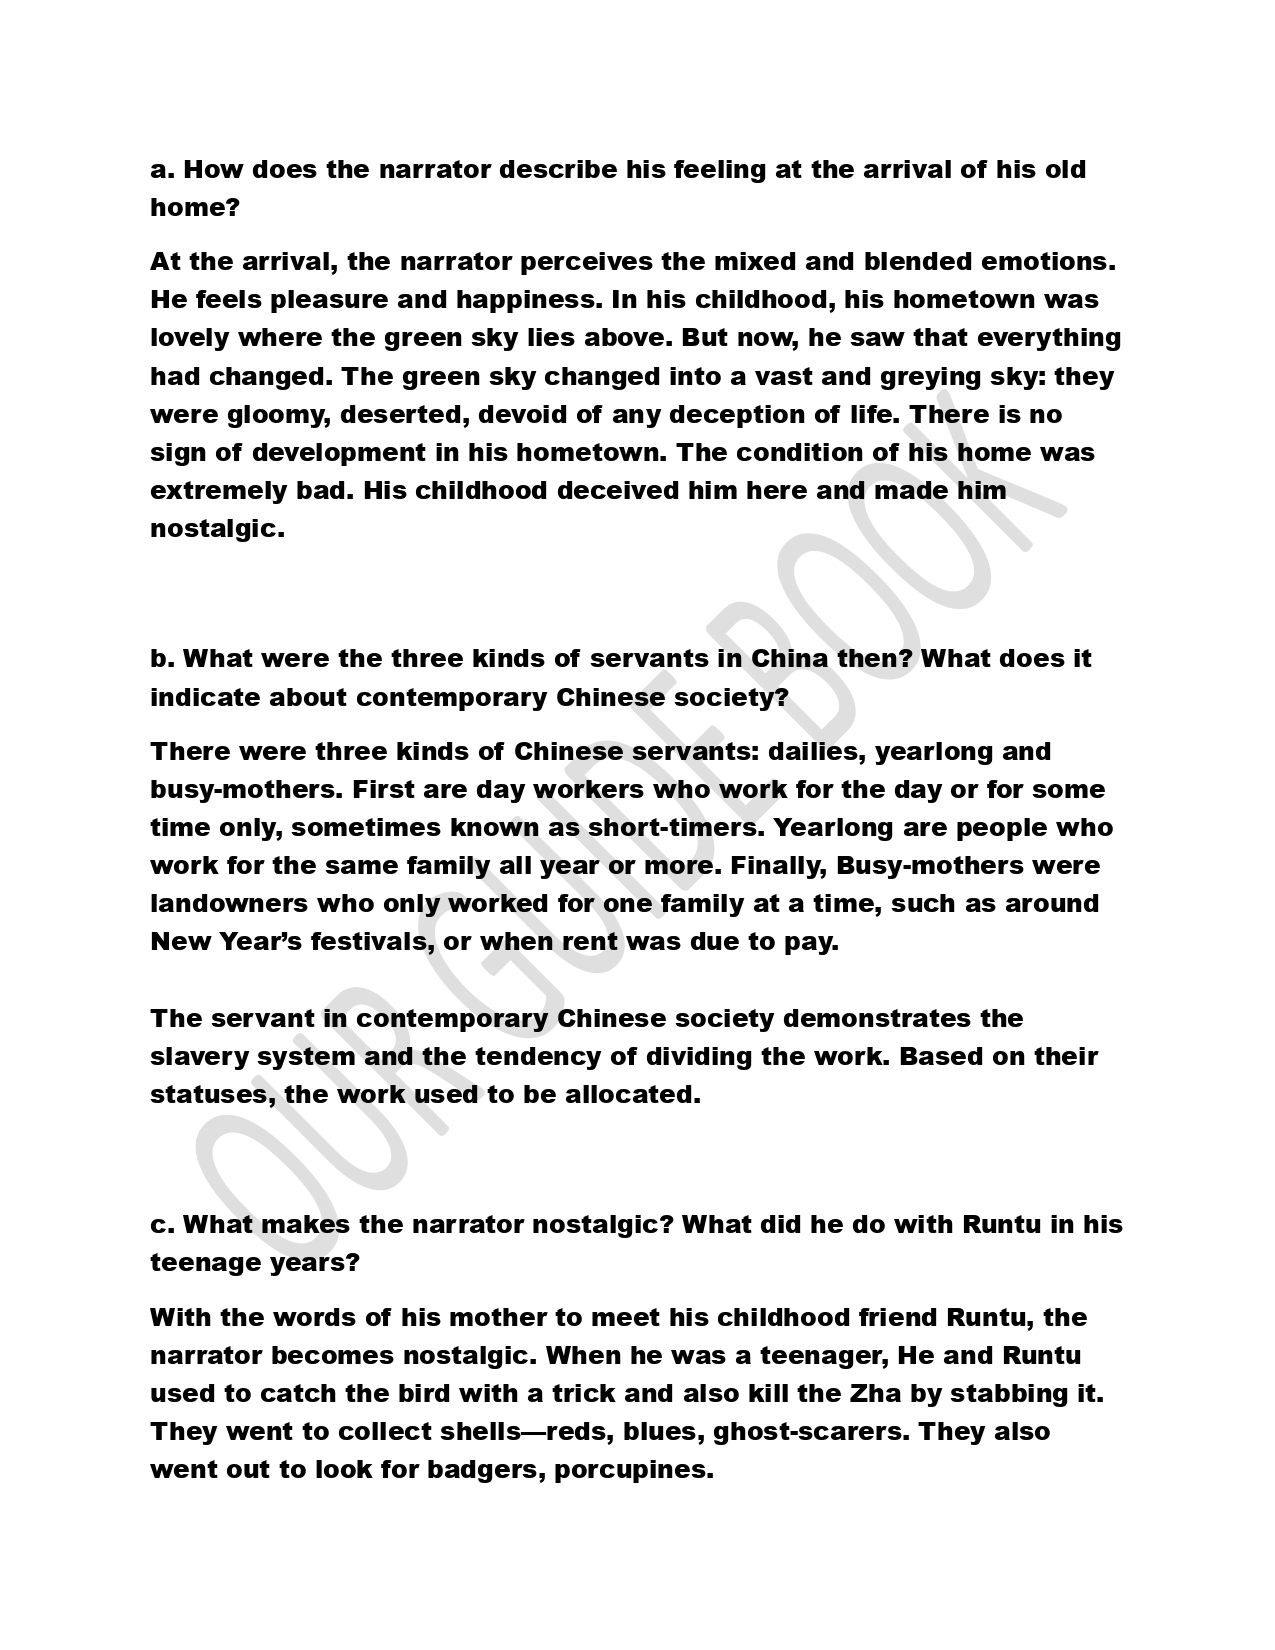 a. How does the narrator describe his feeling at the arrival of his old
home?
At the arrival, the narrator perceives the mixed and blended emotions.
He feels pleasure and happiness. In his childhood, his hometown was
lovely where the green sky lies above. But now, he saw that everything
had changed. The green sky changed into a vast and greying sky: they
were gloomy, deserted, devoid of any deception of life. There is no
sign of development in his hometown. The condition of his home was
extremely bad. His childhood deceived him here and made him
nostalgic.
b. What were the three kinds of servants in China then? What does it
indicate about contemporary Chinese society?
There were three kinds of Chinese servants: dailies, yearlong and
busy-mothers. First are day workers who work for the day or for some
time only, sometimes known as short-timers. Yearlong are people who
work for the same family all year or more. Finally, Busy-mothers were
landowners who only worked for one family at a time, such as around
New Year’s festivals, or when rent was due to pay.
The servant in contemporary Chinese society demonstrates the
slavery system and the tendency of dividing the work. Based on their
statuses, the work used to be allocated.
c. What makes the narrator nostalgic? What did he do with Runtu in his
teenage years?
With the words of his mother to meet his childhood friend Runtu, the
narrator becomes nostalgic. When he was a teenager, He and Runtu
used to catch the bird with a trick and also kill the Zha by stabbing it.
They went to collect shells—reds, blues, ghost-scarers. They also
went out to look for badgers, porcupines.
OUR GUIDE BOOK